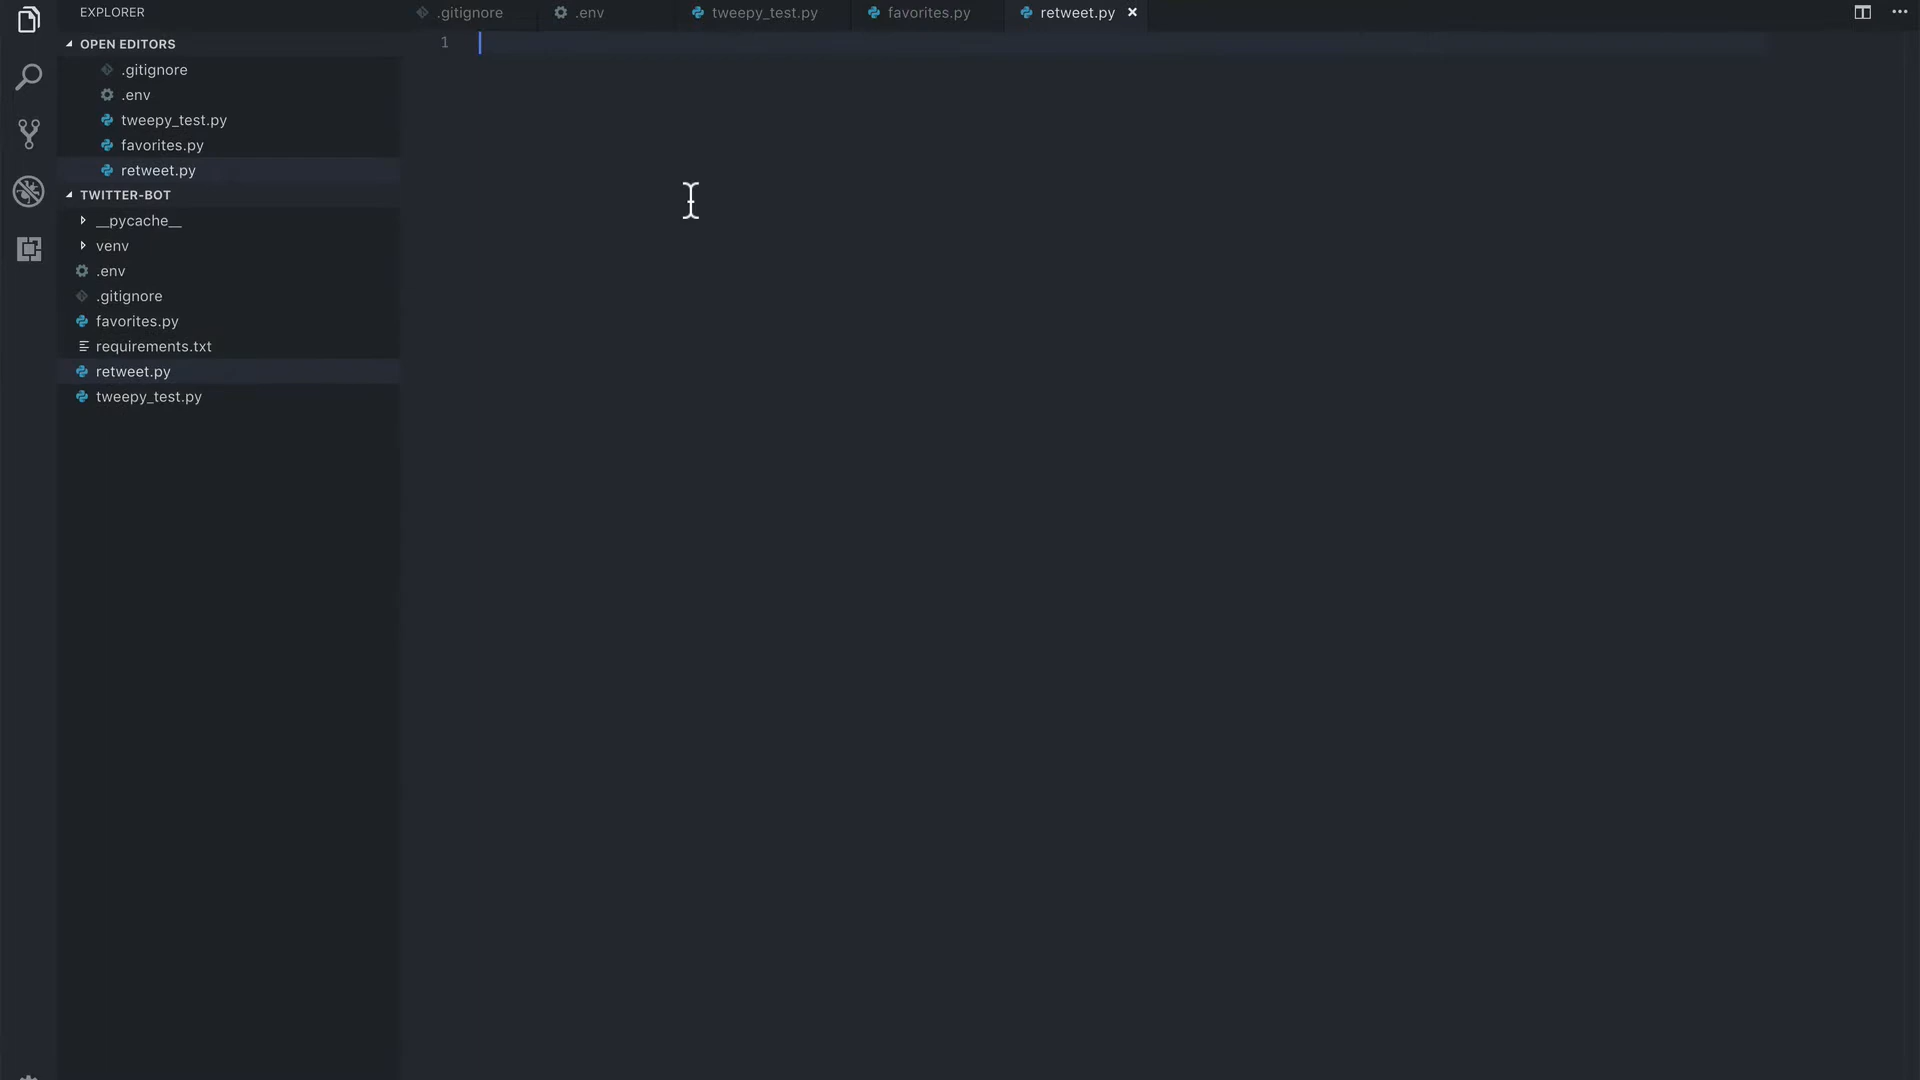 EXPLORER
OPEN EDITORS
.gitignore
.env
tweepy_test.py
favorites.py
retweet.py
TWITTER-BOT
__pycache__
venv
.env
.gitignore
favorites.py
requirements.txt
retweet.py
tweepy_test.py
.gitignore .env tweepy_test.py favorites.py retweet.py
1